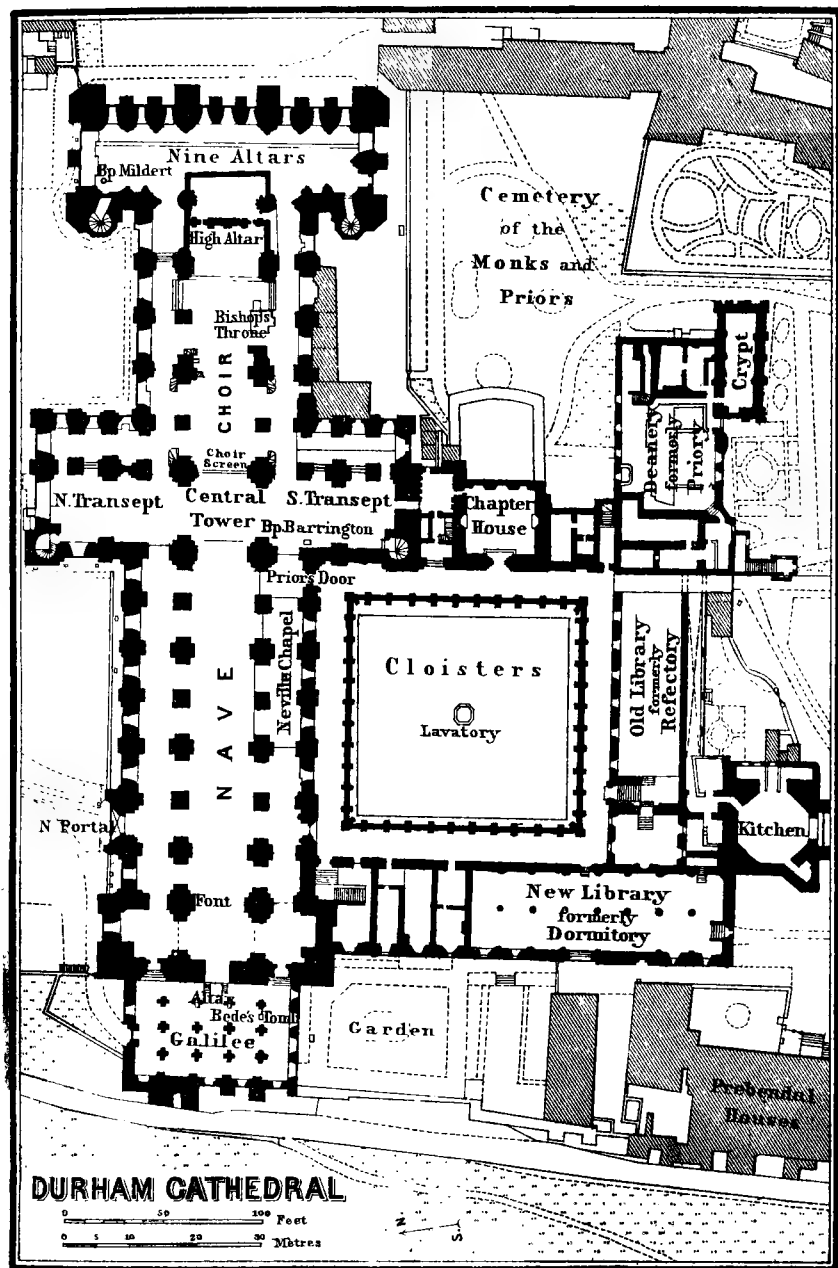 Nine Altars
Bp Mildert
High Altar
Cemetery
of the
Monks and
Priors
Bishops
Throne
CHOIR
Crypt
Deanery
formerly
Priory
Choir
Screen
N. Transept
Central
Tower
S. Transept
Bp. Barrington
Chapter
House
Priors Door
Neville Chapel
NAVE
Cloisters
Lavatory
Old Library
formerly
Refectory
N Portal
Kitchen
Font
New Library
formerly
Dormitory
Altar
Bede's Tomb
Galilee
Garden
Prebendal
Houses
DURHAM CATHEDRAL
0 50 100 Feet
0 5 10 20 30 Metres
N
S